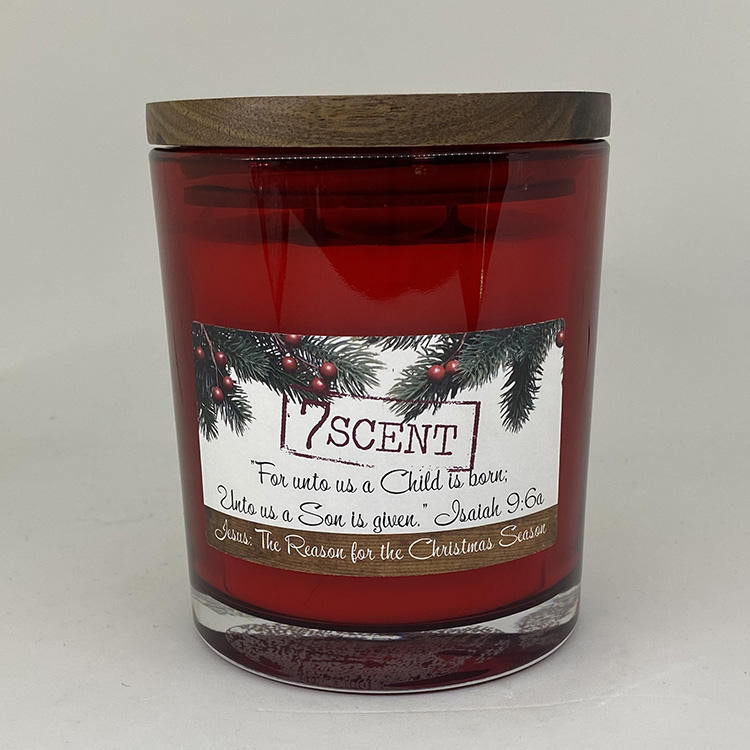 7SCENT
"For unto us a Child is born;
Unto us a Son is given." Isaiah 9:6a
Jesus: The Reason for the Christmas Season